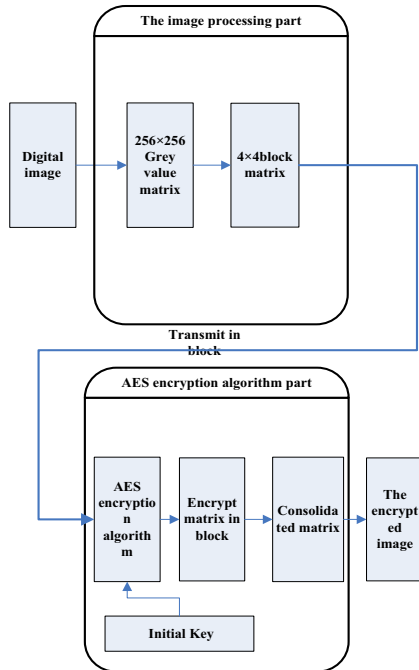 The image processing part
Digital
image
256×256
Grey
value
matrix
4×4block
matrix
Transmit in
block
AES encryption algorithm part
AES
encryptio
n
algorith
m
Encrypt
matrix in
block
Consolida
ted matrix
The
encrypt
ed
image
Initial Key